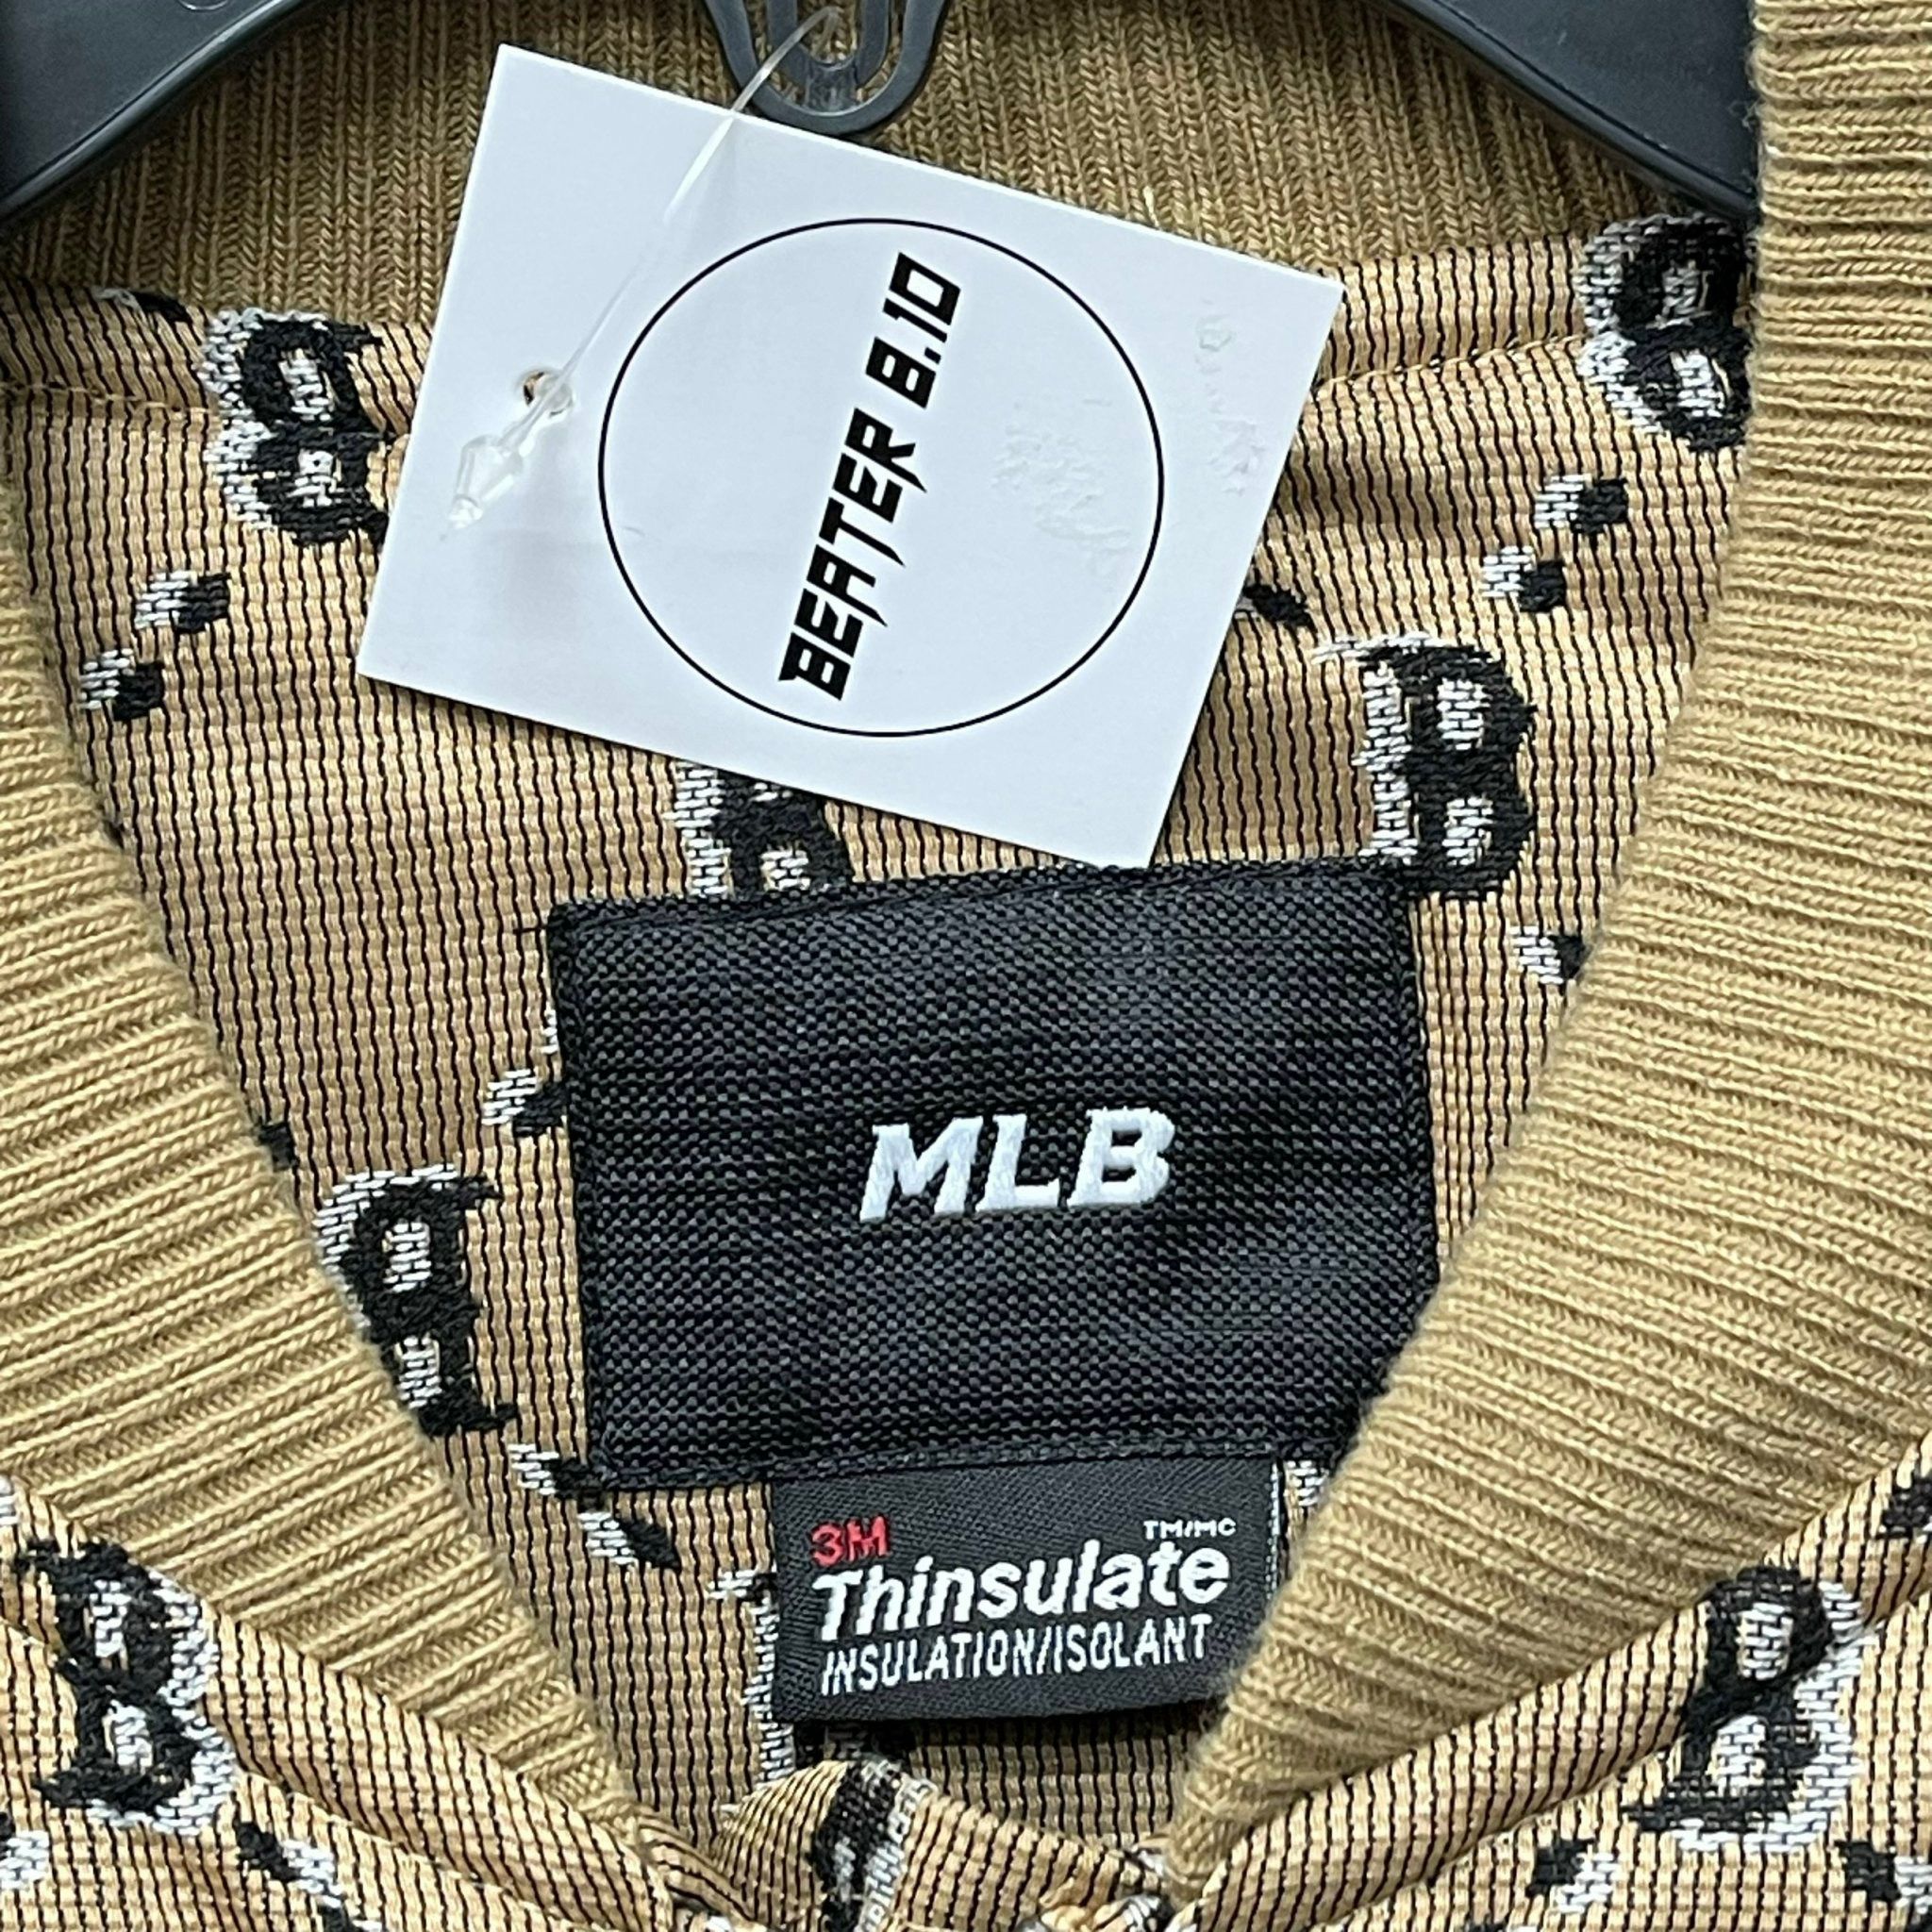 BEATER 8.10
MLB
3M
TM/MC
Thinsulate
INSULATION/ISOLANT